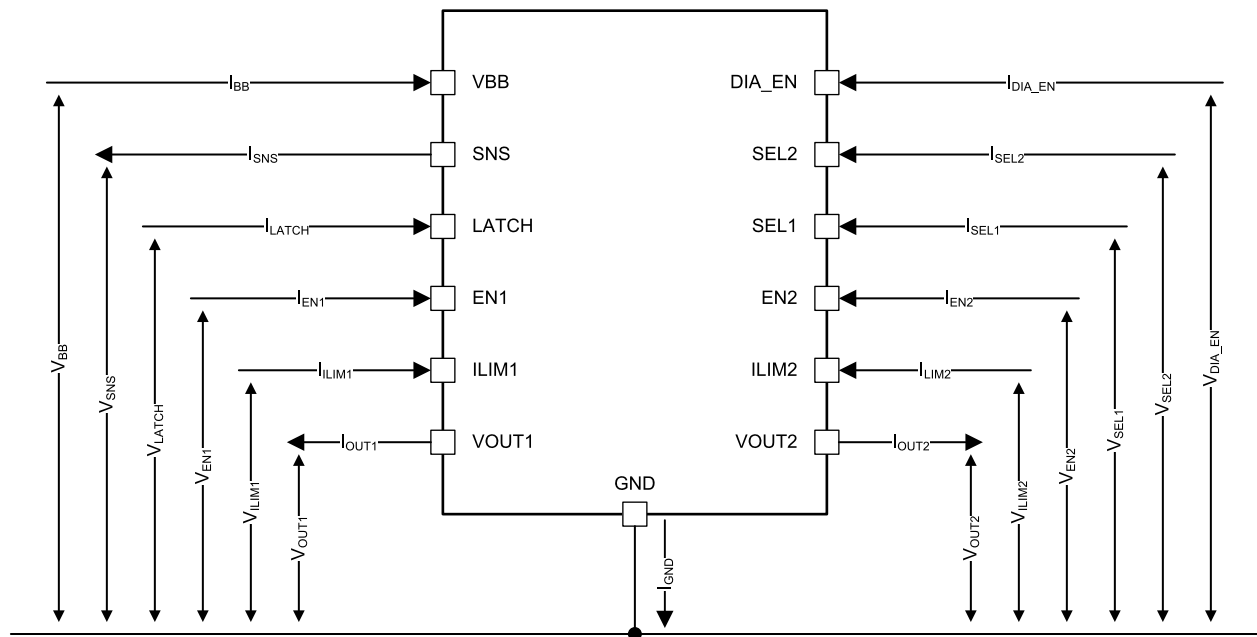 I_BB
VBB
DIA_EN
I_DIA_EN
I_SNS
SNS
SEL2
I_SEL2
I_LATCH
LATCH
SEL1
I_SEL1
I_EN1
EN1
EN2
I_EN2
I_ILIM1
ILIM1
ILIM2
I_LIM2
I_OUT1
VOUT1
VOUT2
I_OUT2
GND
I_GND
V_BB
V_SNS
V_LATCH
V_EN1
V_ILIM1
V_OUT1
V_OUT2
V_ILIM2
V_EN2
V_SEL1
V_SEL2
V_DIA_EN